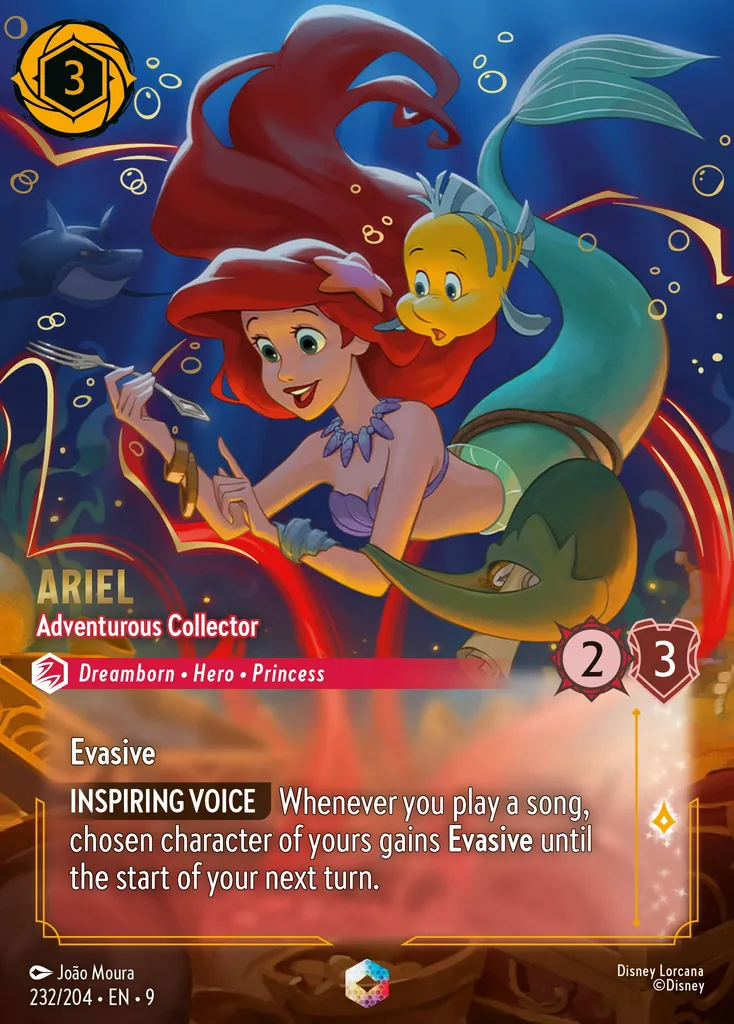 3
ARIEL
Adventurous Collector
2 3
Dreamborn • Hero • Princess
Evasive
INSPIRING VOICE Whenever you play a song,
chosen character of yours gains Evasive until
the start of your next turn.
João Moura
232/204 • EN • 9
Disney Lorcana
©Disney